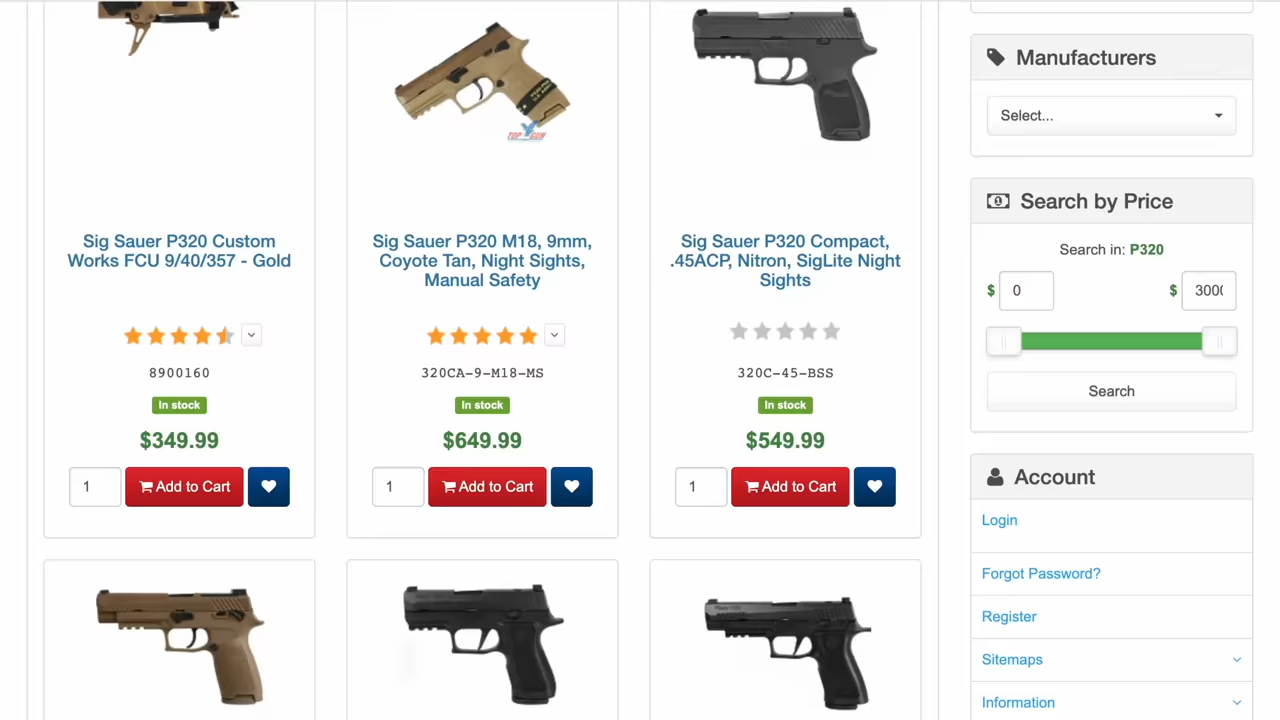 TOP GUN
Sig Sauer P320 Custom
Works FCU 9/40/357 - Gold
8900160
In stock
$349.99
1
Add to Cart
Sig Sauer P320 M18, 9mm,
Coyote Tan, Night Sights,
Manual Safety
320CA-9-M18-MS
In stock
$649.99
1
Add to Cart
Sig Sauer P320 Compact,
.45ACP, Nitron, SigLite Night
Sights
320C-45-BSS
In stock
$549.99
1
Add to Cart
Manufacturers
Select...
Search by Price
Search in: P320
$ 0 $ 3000
Search
Account
Login
Forgot Password?
Register
Sitemaps
Information